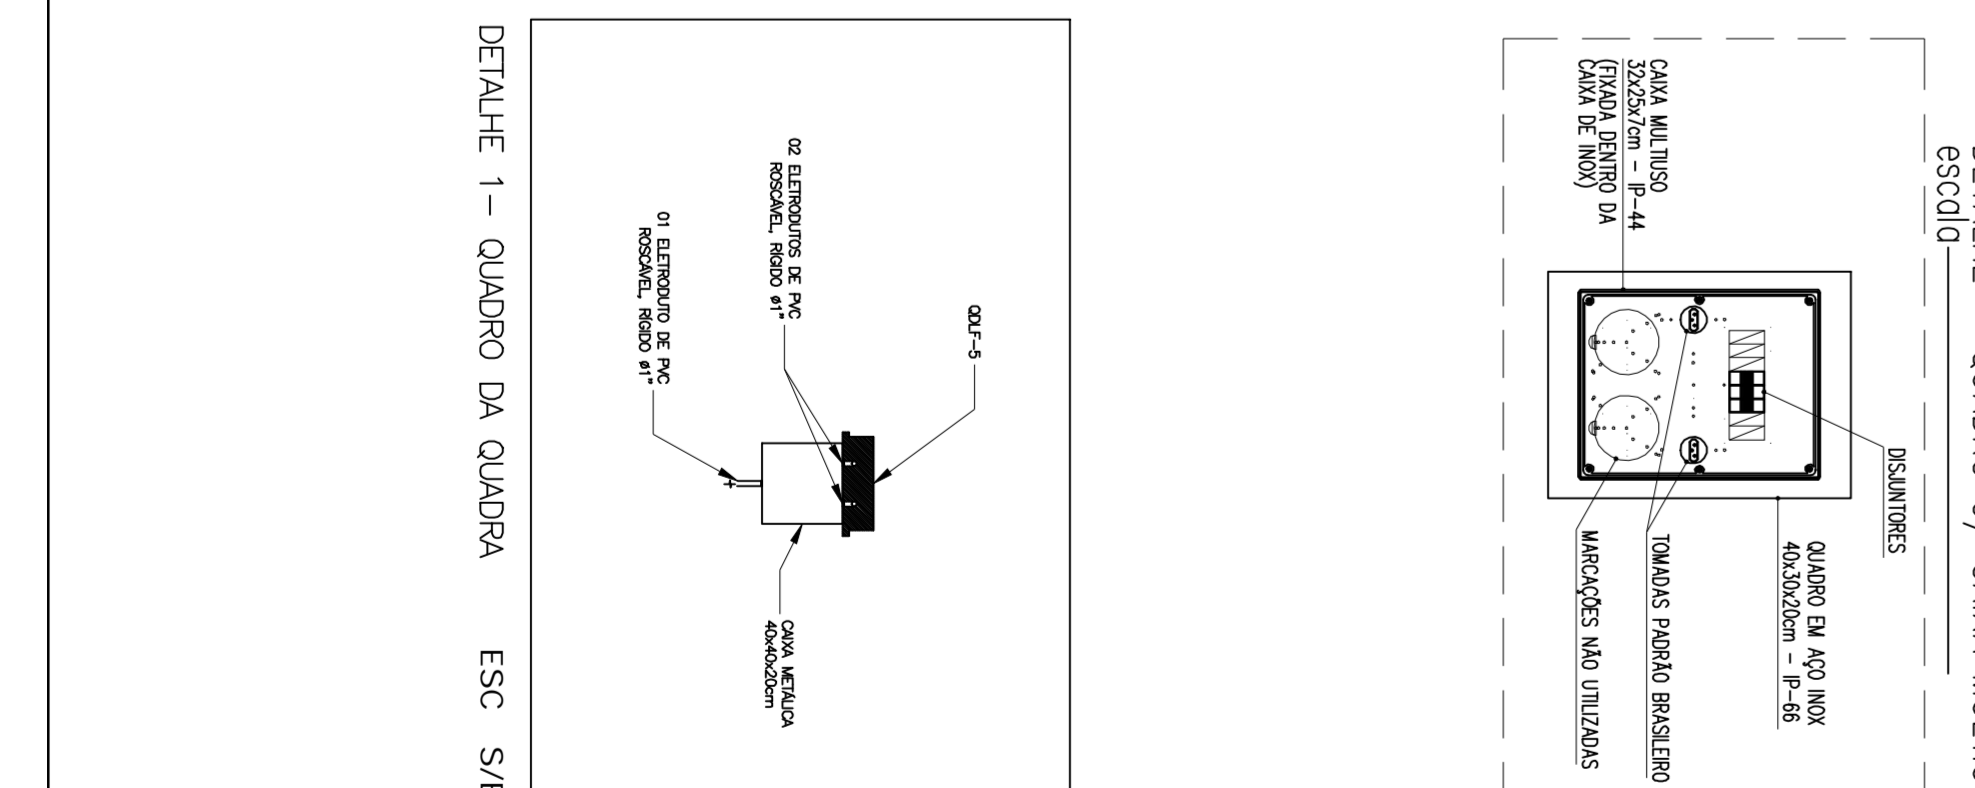 escala
CAIXA MULTIUSO
32x25x7cm - IP-44
(FIXADA DENTRO DA
CAIXA DE INOX)
DISJUNTORES
QUADRO EM AÇO INOX
40x30x20cm - IP-66
TOMADAS PADRÃO BRASILEIRO
MARCAÇÕES NÃO UTILIZADAS
QDLF-5
02 ELETRODUTOS DE PVC
ROSCÁVEL, RÍGIDO ø1"
01 ELETRODUTO DE PVC
ROSCÁVEL, RÍGIDO ø1"
CAIXA METÁLICA
40x40x20cm
DETALHE 1- QUADRO DA QUADRA ESC S/